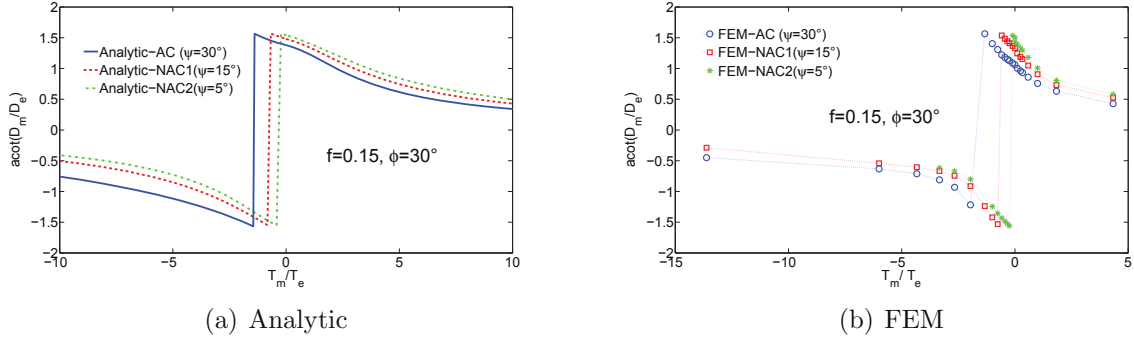 2
1.5
1
0.5
0
−0.5
−1
−1.5
−2
acot(D_m/D_e)
Analytic−AC (ψ=30°)
Analytic−NAC1(ψ=15°)
Analytic−NAC2(ψ=5°)
f=0.15, ϕ=30°
−10 −5 0 5 10
T_m/T_e
(a) Analytic
2
1.5
1
0.5
0
−0.5
−1
−1.5
−2
acot(D_m/D_e)
FEM−AC (ψ=30°)
FEM−NAC1(ψ=15°)
FEM−NAC2(ψ=5°)
f=0.15, ϕ=30°
−15 −10 −5 0 5
T_m/T_e
(b) FEM